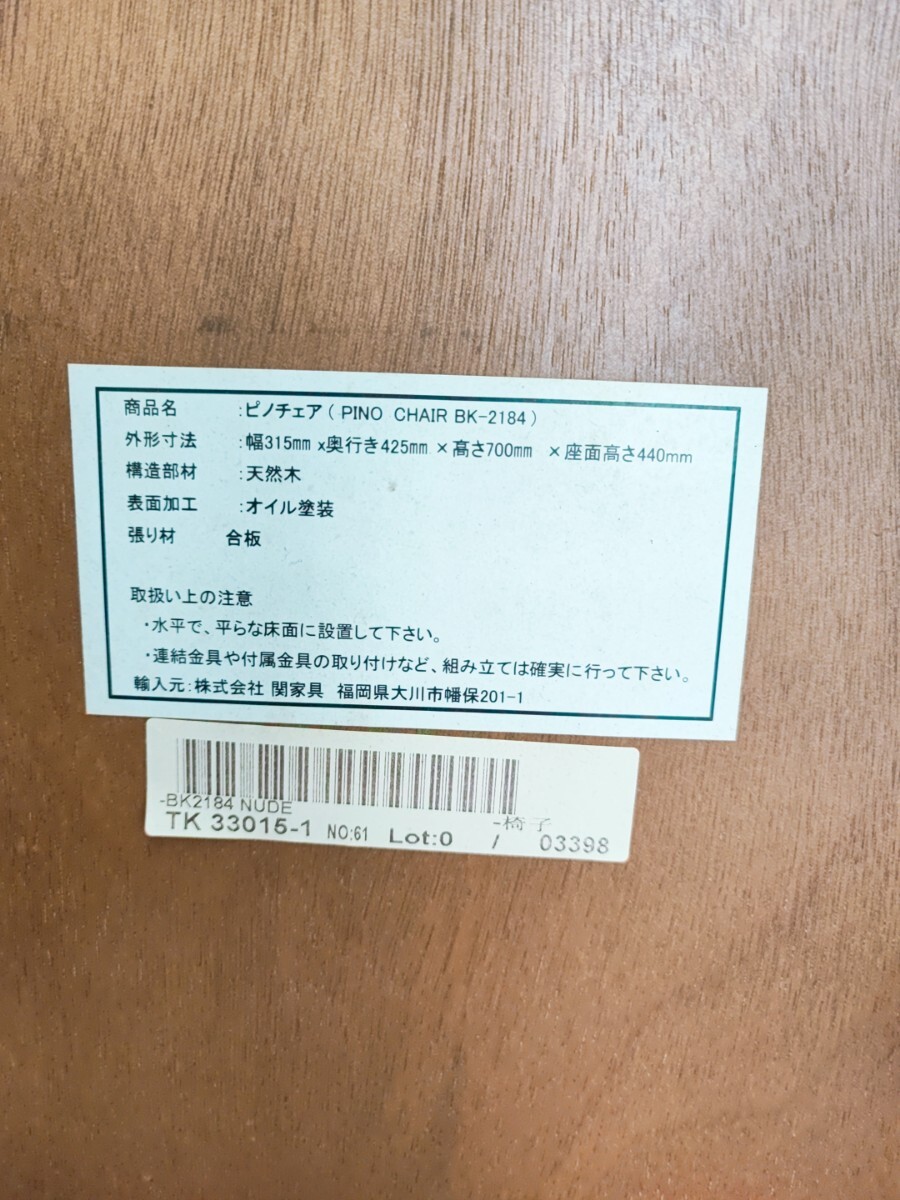 商品名 :ピノチェア( PINO CHAIR BK-2184 )
外形寸法 :幅315mm x奥行き425mm ×高さ700mm ×座面高さ440mm
構造部材 :天然木
表面加工 :オイル塗装
張り材 合板
取扱い上の注意
・水平で、平らな床面に設置して下さい。
・連結金具や付属金具の取り付けなど、組み立ては確実に行って下さい。
輸入元:株式会社 関家具 福岡県大川市幡保201-1
-BK2184 NUDE -椅子
TK 33015-1 NO:61 Lot:0 / 03398